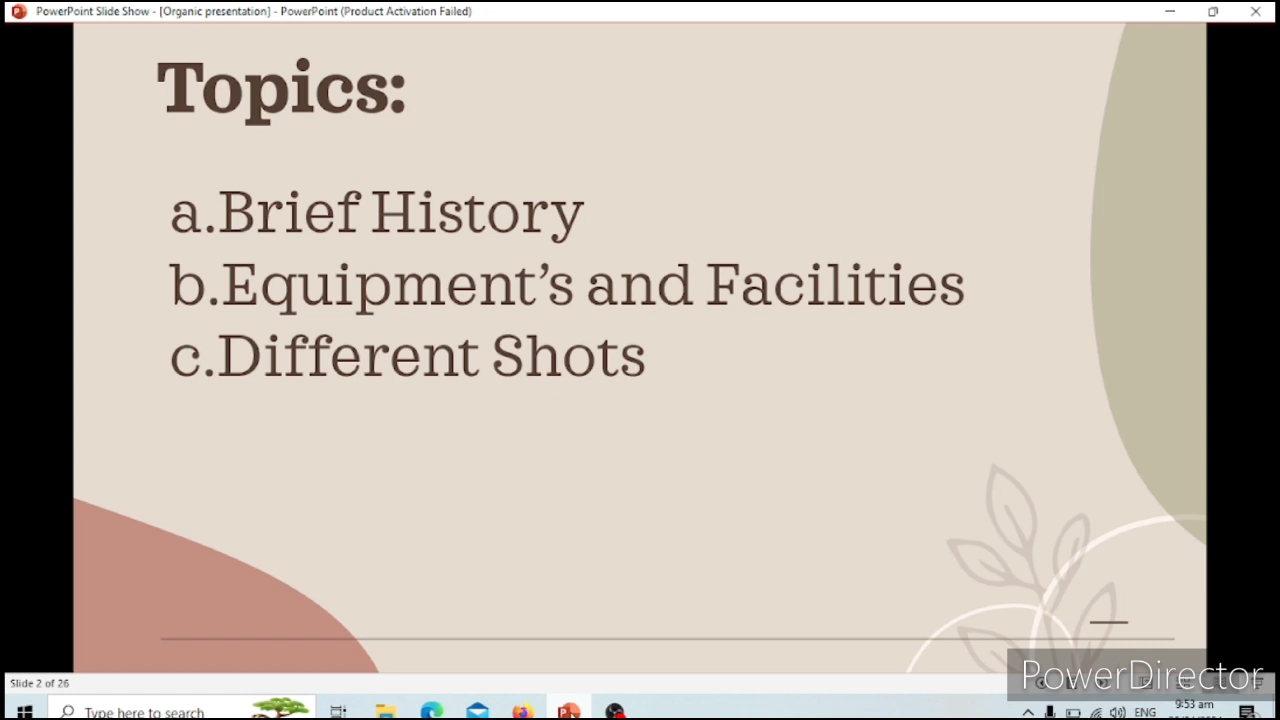 PowerPoint Slide Show - [Organic presentation] - PowerPoint (Product Activation Failed)
Topics:
a.Brief History
b.Equipment’s and Facilities
c.Different Shots
PowerDirector
Slide 2 of 26
Type here to search
ENG
9:53 am